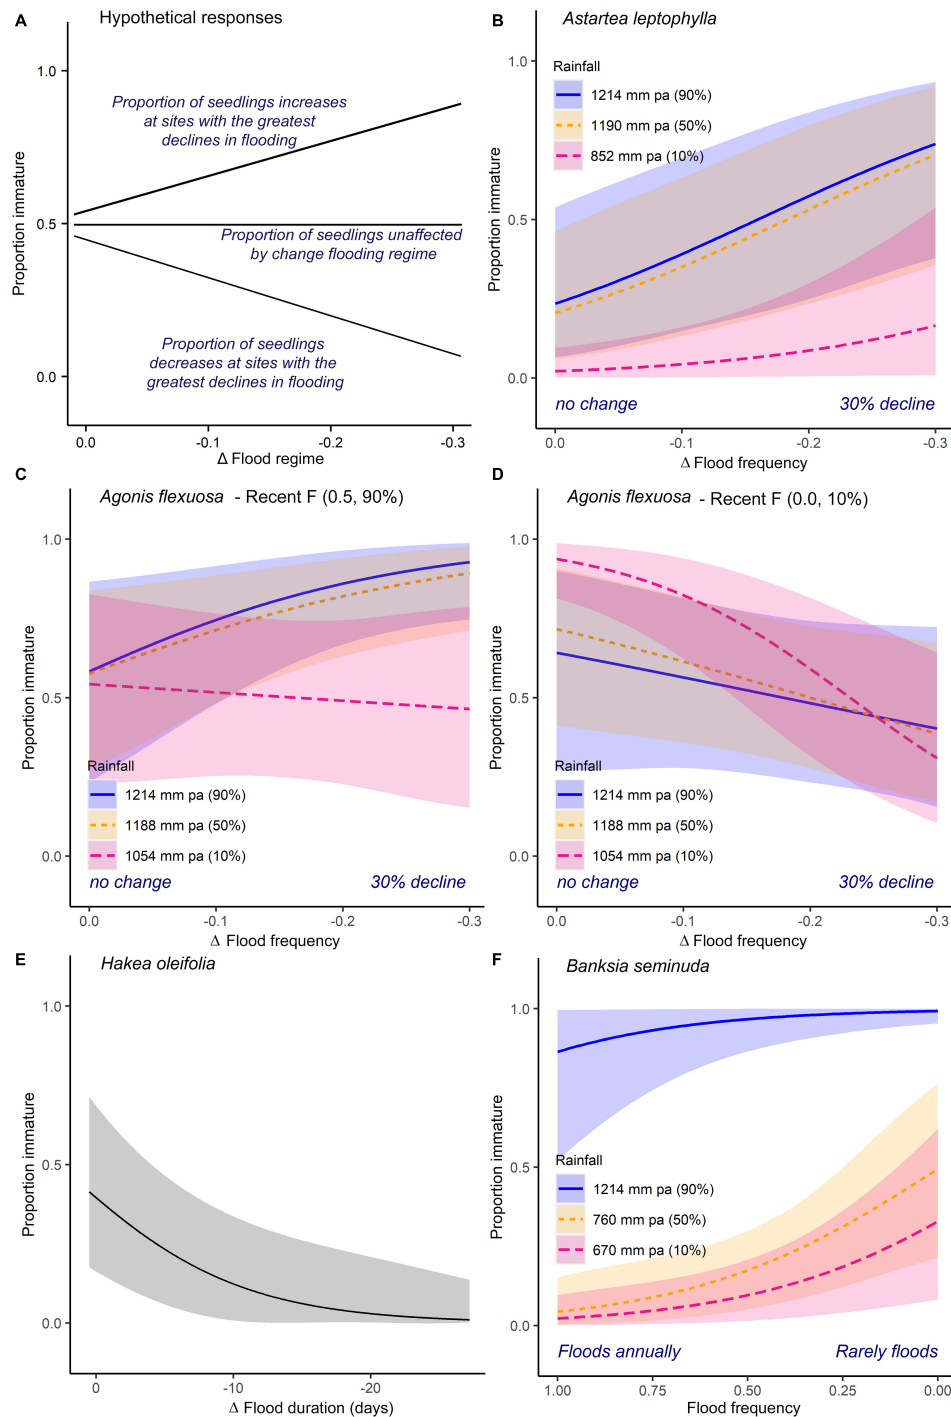 A
Hypothetical responses
1.0
0.5
0.0
Proportion immature
Proportion of seedlings increases
at sites with the greatest
declines in flooding
Proportion of seedlings unaffected
by change flooding regime
Proportion of seedlings
decreases at sites with the
greatest declines in flooding
0.0 -0.1 -0.2 -0.3
Δ Flood regime
B
Astartea leptophylla
Rainfall
1214 mm pa (90%)
1190 mm pa (50%)
852 mm pa (10%)
1.0
0.5
0.0
Proportion immature
no change 30% decline
0.0 -0.1 -0.2 -0.3
Δ Flood frequency
C
Agonis flexuosa - Recent F (0.5, 90%)
1.0
0.5
0.0
Proportion immature
Rainfall
1214 mm pa (90%)
1188 mm pa (50%)
1054 mm pa (10%)
no change 30% decline
0.0 -0.1 -0.2 -0.3
Δ Flood frequency
D
Agonis flexuosa - Recent F (0.0, 10%)
1.0
0.5
0.0
Proportion immature
Rainfall
1214 mm pa (90%)
1188 mm pa (50%)
1054 mm pa (10%)
no change 30% decline
0.0 -0.1 -0.2 -0.3
Δ Flood frequency
E
Hakea oleifolia
1.0
0.5
0.0
Proportion immature
0 -10 -20
Δ Flood duration (days)
F
Banksia seminuda
1.0
0.5
0.0
Proportion immature
Rainfall
1214 mm pa (90%)
760 mm pa (50%)
670 mm pa (10%)
Floods annually Rarely floods
1.00 0.75 0.50 0.25 0.00
Flood frequency